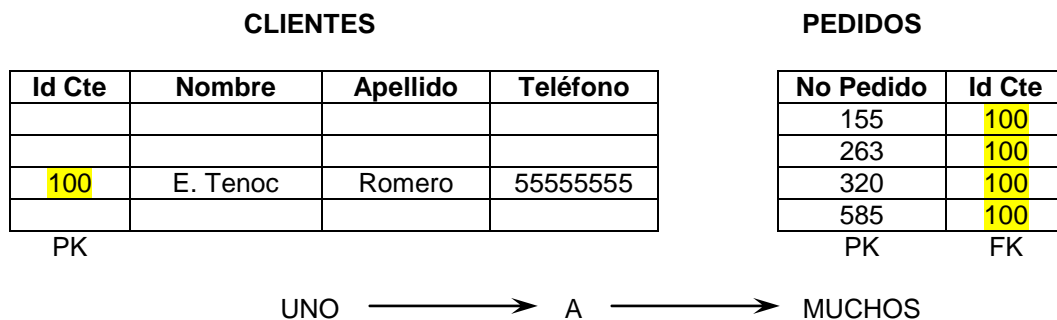 CLIENTES PEDIDOS
Id Cte Nombre Apellido Teléfono No Pedido Id Cte
155 100
263 100
100 E. Tenoc Romero 55555555 320 100
585 100
PK PK FK
UNO A MUCHOS